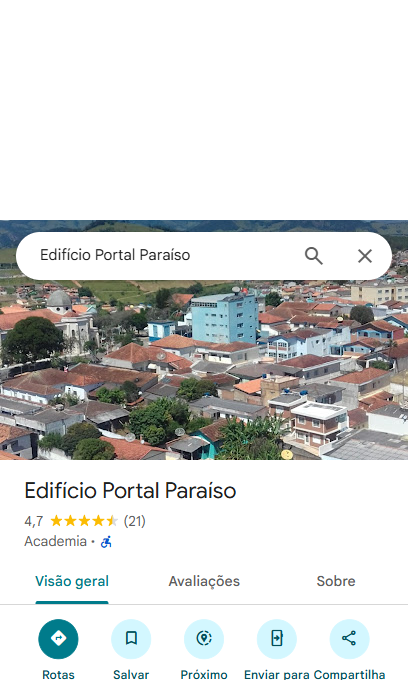 Edifício Portal Paraíso
Edifício Portal Paraíso
4,7 (21)
Academia ·
Visão geral Avaliações Sobre
Rotas Salvar Próximo Enviar para Compartilha